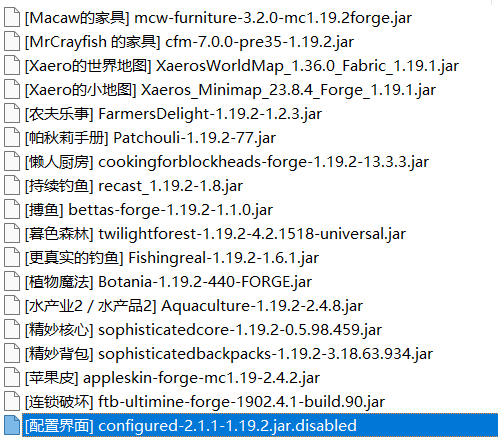 [Macaw的家具] mcw-furniture-3.2.0-mc1.19.2forge.jar
[MrCrayfish 的家具] cfm-7.0.0-pre35-1.19.2.jar
[Xaero的世界地图] XaerosWorldMap_1.36.0_Fabric_1.19.1.jar
[Xaero的小地图] Xaeros_Minimap_23.8.4_Forge_1.19.1.jar
[农夫乐事] FarmersDelight-1.19.2-1.2.3.jar
[帕秋莉手册] Patchouli-1.19.2-77.jar
[懒人厨房] cookingforblockheads-forge-1.19.2-13.3.3.jar
[持续钓鱼] recast_1.19.2-1.8.jar
[搏鱼] bettas-forge-1.19.2-1.1.0.jar
[暮色森林] twilightforest-1.19.2-4.2.1518-universal.jar
[更真实的钓鱼] Fishingreal-1.19.2-1.6.1.jar
[植物魔法] Botania-1.19.2-440-FORGE.jar
[水产业2 / 水产品2] Aquaculture-1.19.2-2.4.8.jar
[精妙核心] sophisticatedcore-1.19.2-0.5.98.459.jar
[精妙背包] sophisticatedbackpacks-1.19.2-3.18.63.934.jar
[苹果皮] appleskin-forge-mc1.19-2.4.2.jar
[连锁破坏] ftb-ultimine-forge-1902.4.1-build.90.jar
[配置界面] configured-2.1.1-1.19.2.jar.disabled